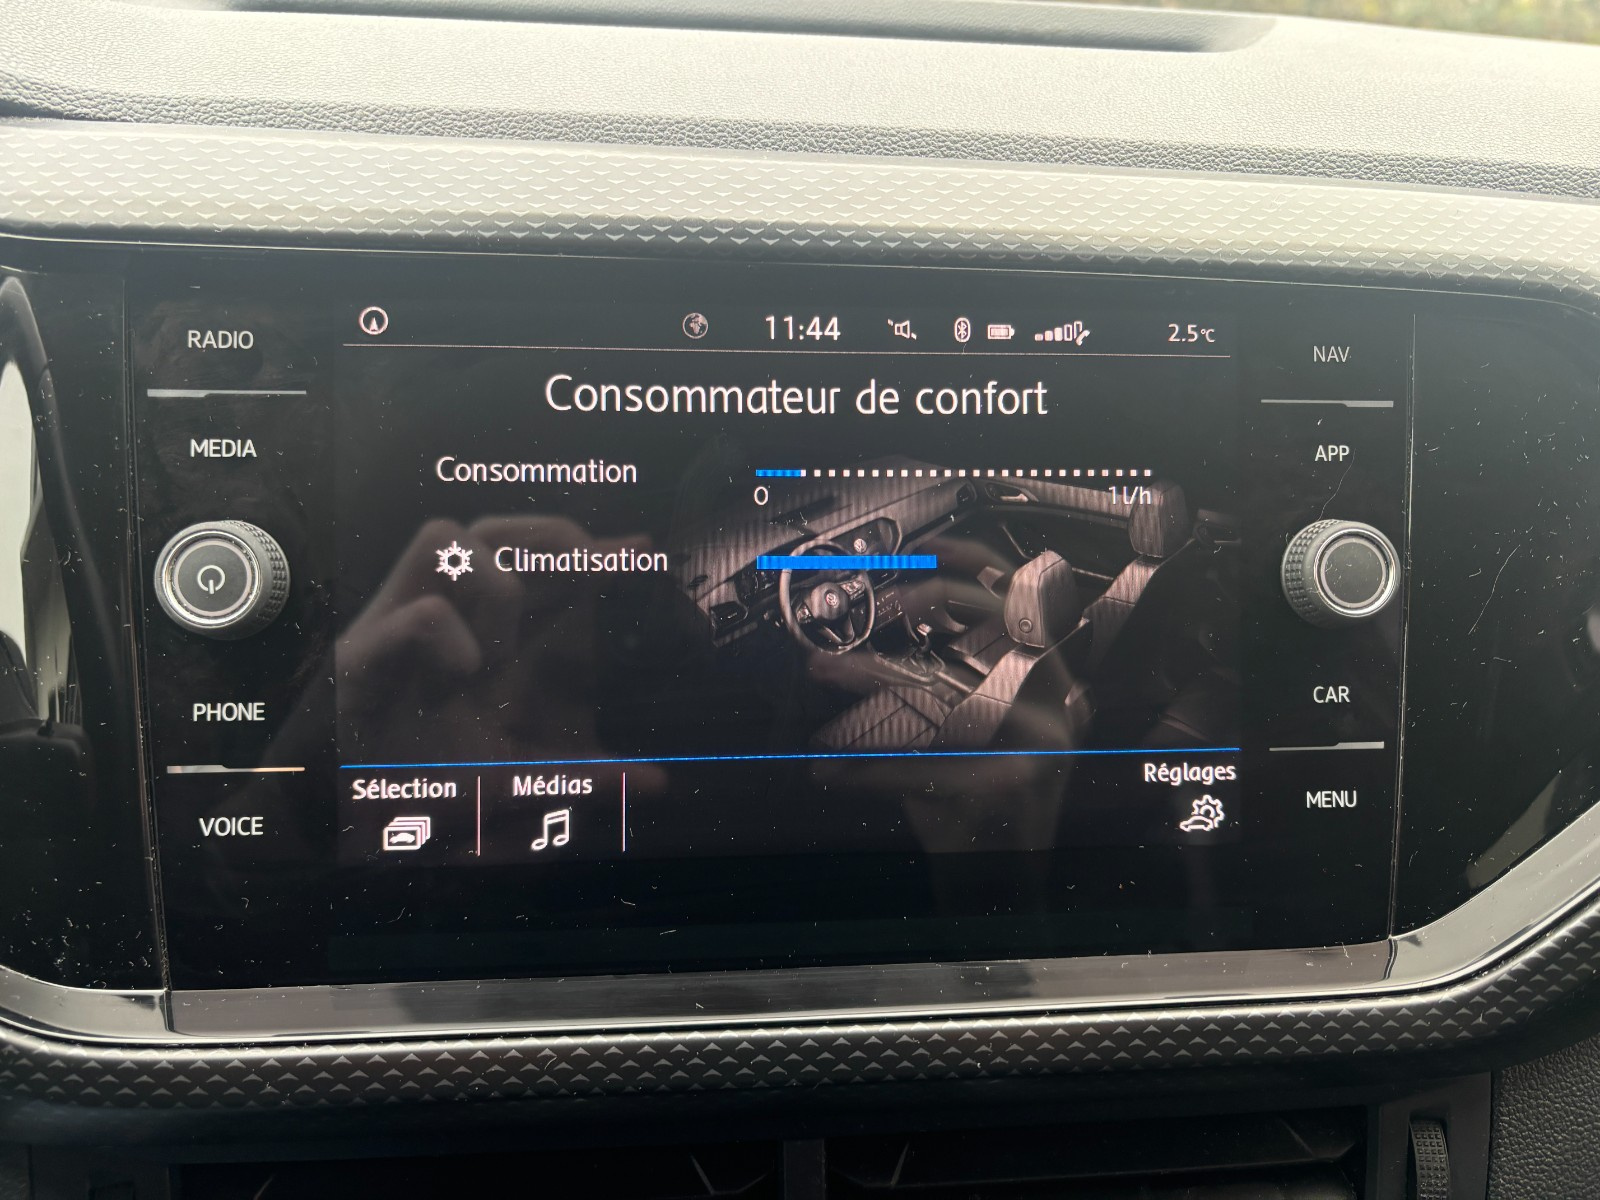 RADIO
MEDIA
PHONE
VOICE
11:44
2.5°C
Consommateur de confort
Consommation
0
1 l/h
Climatisation
Sélection
Médias
Réglages
NAV
APP
CAR
MENU